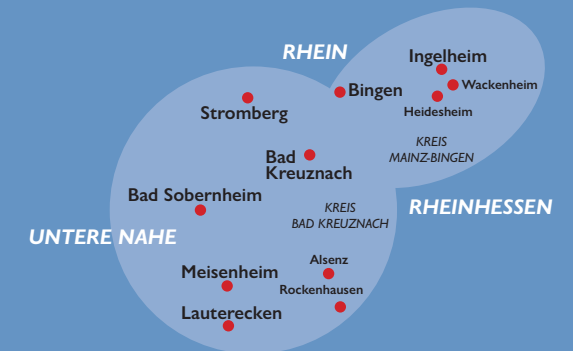 RHEIN
Ingelheim
Wackenheim
Bingen
Heidesheim
Stromberg
KREIS
MAINZ-BINGEN
Bad
Kreuznach
Bad Sobernheim
RHEINHESSEN
KREIS
BAD KREUZNACH
UNTERE NAHE
Alsenz
Meisenheim
Rockenhausen
Lauterecken